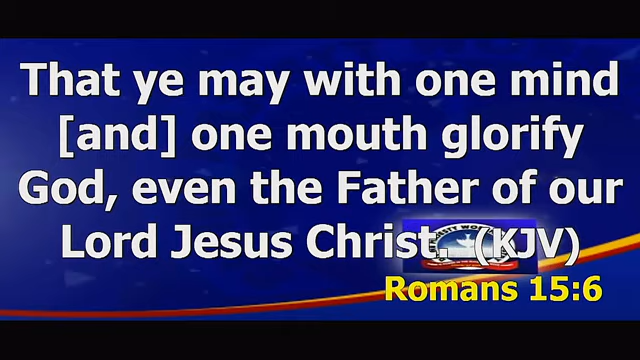 That ye may with one mind
[and] one mouth glorify
God, even the Father of our
Lord Jesus Christ. (KJV)
Romans 15:6